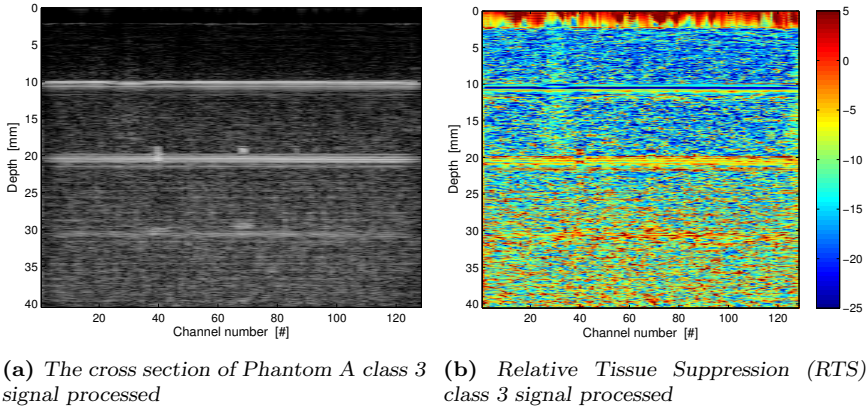 0
5
10
15
20
25
30
35
40
Depth [mm]
20 40 60 80 100 120
Channel number [#]
0
5
10
15
20
25
30
35
40
Depth [mm]
20 40 60 80 100 120
Channel number [#]
5
0
−5
−10
−15
−20
−25
(a) The cross section of Phantom A class 3
signal processed
(b) Relative Tissue Suppression (RTS)
class 3 signal processed